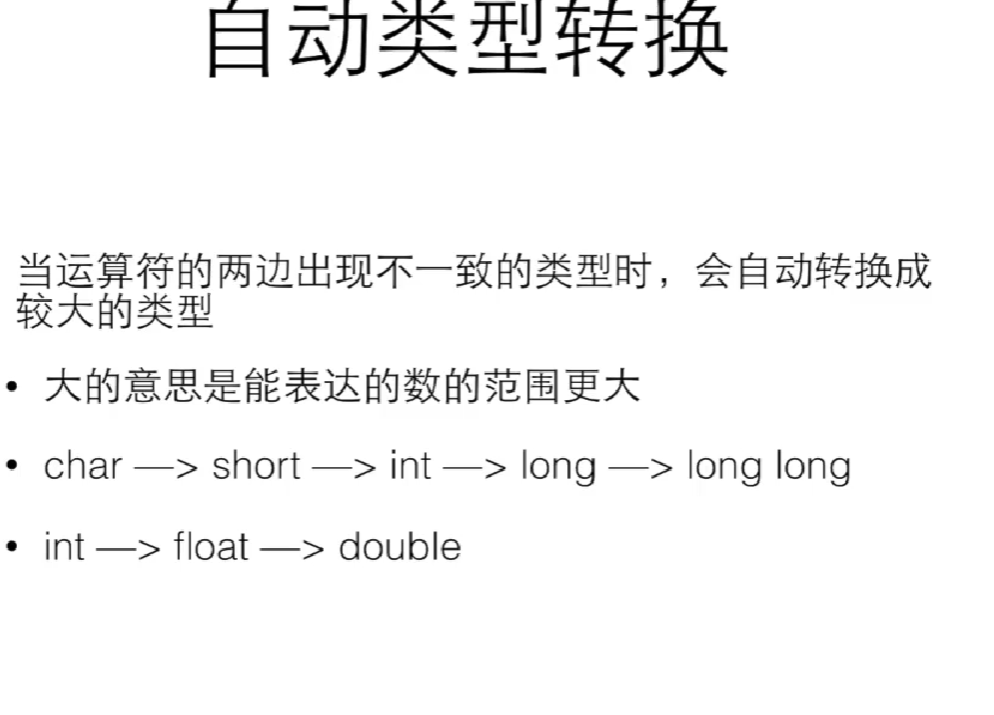 自动类型转换
当运算符的两边出现不一致的类型时，会自动转换成
较大的类型
• 大的意思是能表达的数的范围更大
• char —> short —> int —> long —> long long
• int —> float —> double